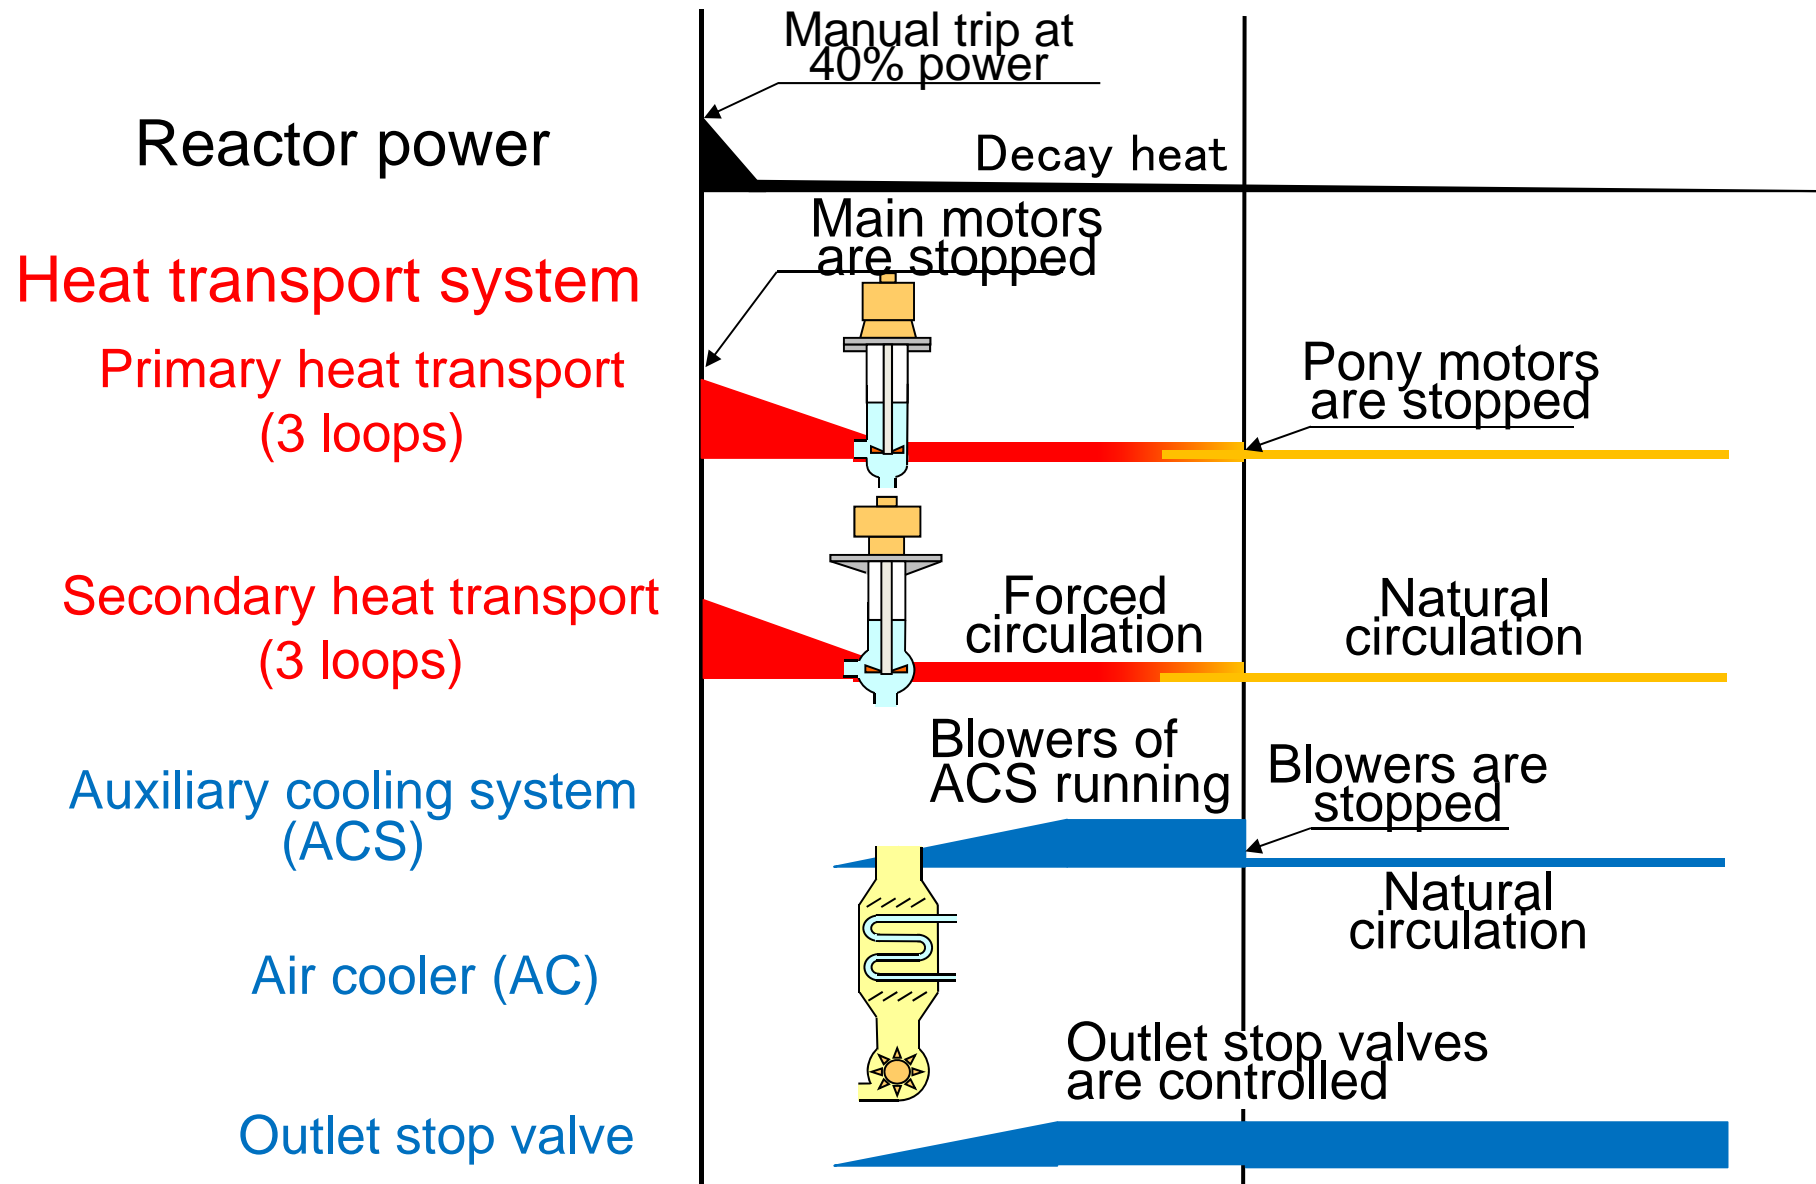 Manual trip at
40% power
Reactor power
Decay heat
Main motors
are stopped
Heat transport system
Primary heat transport
(3 loops)
Pony motors
are stopped
Secondary heat transport
(3 loops)
Forced
circulation
Natural
circulation
Blowers of
ACS running
Blowers are
stopped
Auxiliary cooling system
(ACS)
Natural
circulation
Air cooler (AC)
Outlet stop valves
are controlled
Outlet stop valve